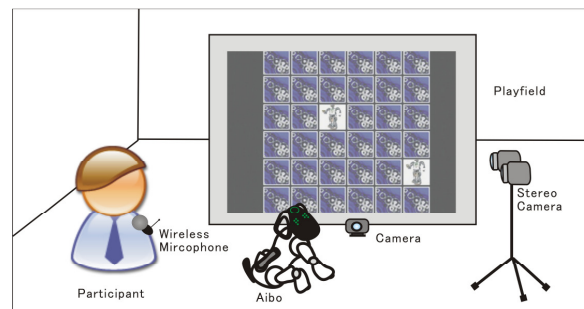 Playfield
Stereo
Camera
Wireless
Mircophone
Camera
Participant
Aibo